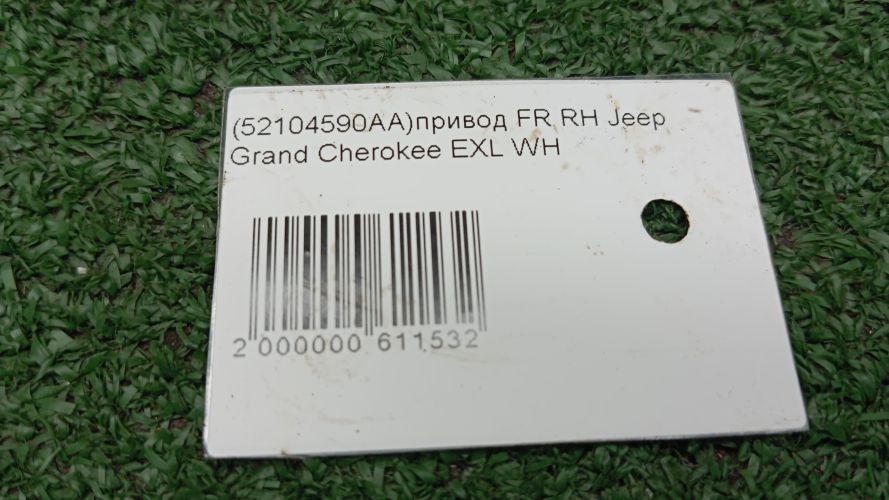 (52104590AA)привод FR RH Jeep
Grand Cherokee EXL WH
2 000000 611532